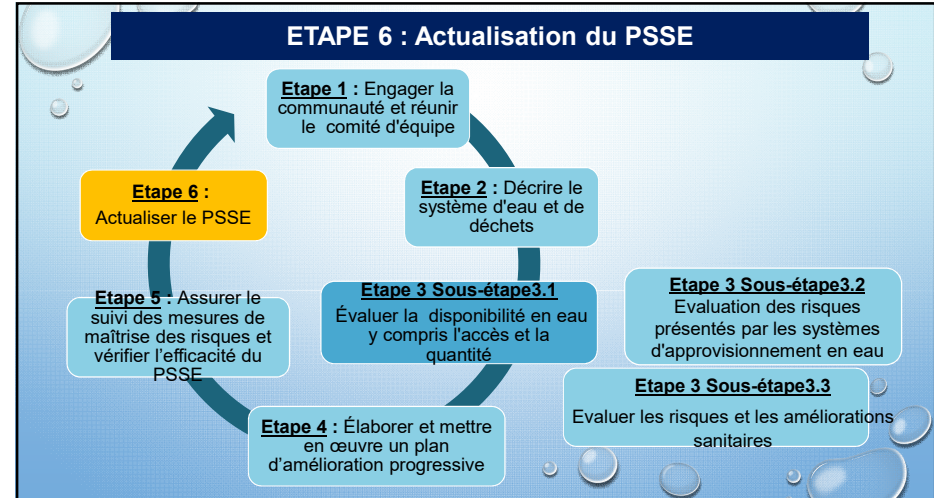 ETAPE 6 : Actualisation du PSSE
Etape 1 : Engager la
communauté et réunir
le comité d'équipe
Etape 2 : Décrire le
système d'eau et de
déchets
Etape 3 Sous-étape3.1
Évaluer la disponibilité en eau
y compris l'accès et la
quantité
Etape 3 Sous-étape3.2
Evaluation des risques
présentés par les systèmes
d'approvisionnement en eau
Etape 3 Sous-étape3.3
Evaluer les risques et les améliorations
sanitaires
Etape 4 : Élaborer et mettre
en œuvre un plan
d’amélioration progressive
Etape 5 : Assurer le
suivi des mesures de
maîtrise des risques et
vérifier l’efficacité du
PSSE
Etape 6 :
Actualiser le PSSE